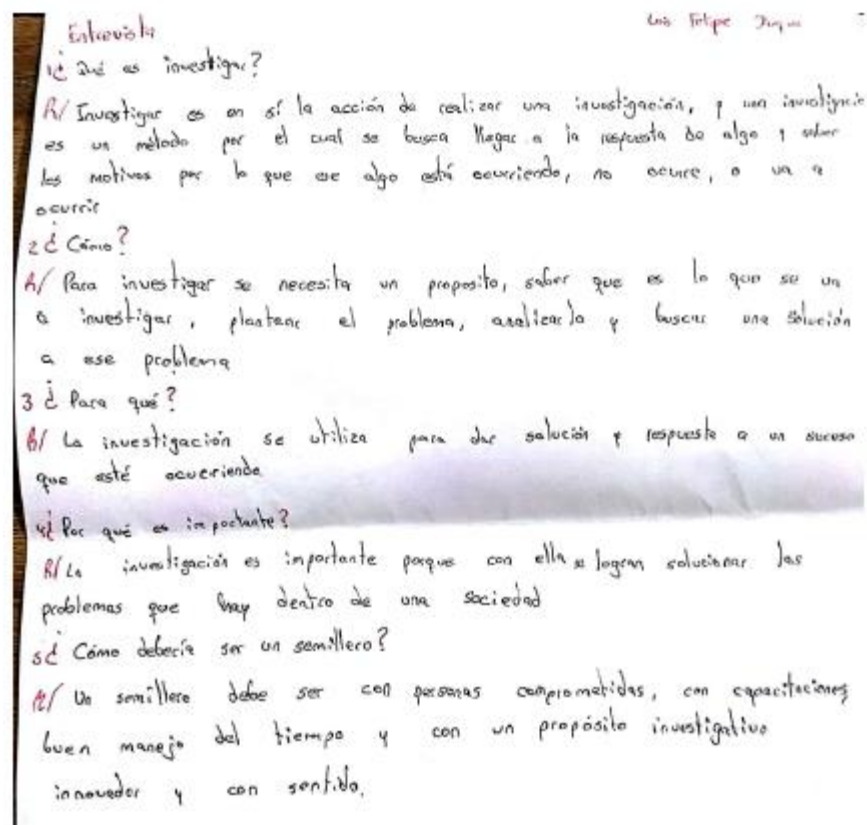 Entrevista
Luis Felipe
1¿ Qué es investigar?
R/ Investigar es en sí la acción de realizar una investigación, y una investigación
es un método por el cual se busca llegar a la respuesta de algo y saber
los motivos por lo que ese algo está ocurriendo, no ocurre, o va a
ocurrir
2¿ Cómo?
R/ Para investigar se necesita un proposito, saber que es lo que se va
a investigar, plantear el problema, analizarlo y buscar una solución
a ese problema
3 ¿ Para qué?
R/ La investigación se utiliza para dar solución y respuesta a un suceso
que esté ocurriendo
4¿ Por qué es importante?
R/ La investigación es importante porque con ella se logran solucionar los
problemas que hay dentro de una sociedad
5¿ Cómo debería ser un semillero?
R/ Un semillero debe ser con personas comprometidas, con capacitaciones
buen manejo del tiempo y con un propósito investigativo
innovador y con sentido.